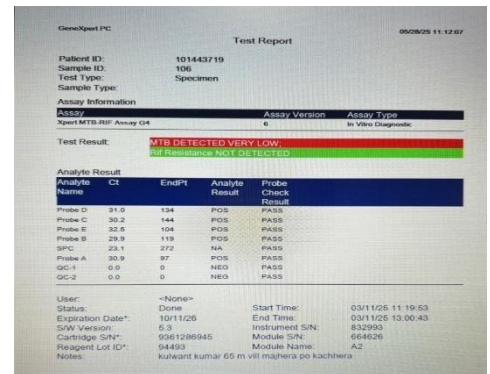 GeneXpert PC 05/28/25 11:12:07
Test Report
Patient ID: 101443719
Sample ID: 106
Test Type: Specimen
Sample Type:
Assay Information
Assay Assay Version Assay Type
Xpert MTB-RIF Assay G4 6 In Vitro Diagnostic
Test Result: MTB DETECTED VERY LOW;
Rif Resistance NOT DETECTED
Analyte Result
Analyte Name Ct EndPt Analyte Result Probe Check Result
Probe D 31.0 134 POS PASS
Probe C 30.2 144 POS PASS
Probe E 32.5 104 POS PASS
Probe B 29.9 119 POS PASS
SPC 23.1 272 NA PASS
Probe A 30.9 97 POS PASS
QC-1 0.0 0 NEG PASS
QC-2 0.0 0 NEG PASS
User: <None>
Status: Done Start Time: 03/11/25 11:19:53
Expiration Date*: 10/11/26 End Time: 03/11/25 13:00:43
S/W Version: 5.3 Instrument S/N: 832993
Cartridge S/N*: 9361286945 Module S/N: 664626
Reagent Lot ID*: 94493 Module Name: A2
Notes: kulwant kumar 65 m vill majhera po kachhera